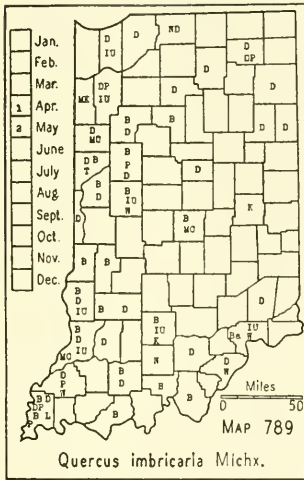 Jan.
Feb.
Mar.
1 Apr.
2 May
June
July
Aug.
Sept.
Oct.
Nov.
Dec.
D D ND
IU D
DP
D DP D D
ME IU
D B B D D
MC D
D B B
T P D
B D
D B
IU K
D W B
MC
B B B
B
D B D
IU
B B D
D D IU IU
IU K Ba W
MC N D D
D W
P B B
W D
B D B
DP B
B L
P
Miles
0 50
MAP 789
Quercus imbricaria Michx.